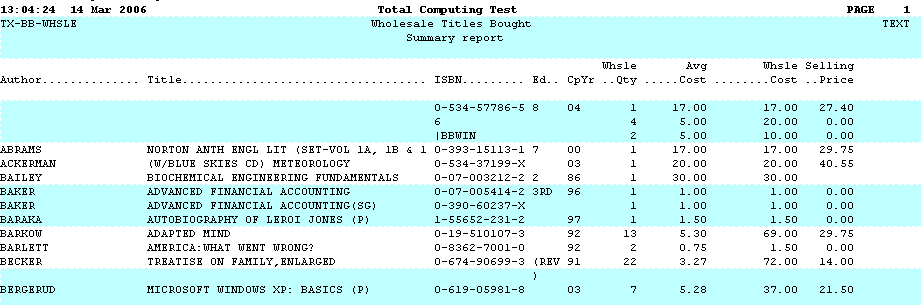 13:04:24 14 Mar 2006 Total Computing Test PAGE 1
TX-BB-WHSLE Wholesale Titles Bought TEXT
Summary report
Whsle Avg Whsle Selling
Author.............. Title.................................. ISBN......... Ed.. CpYr ..Qty .....Cost ........Cost ..Price
0-534-57786-5 8 04 1 17.00 17.00 27.40
6 4 5.00 20.00 0.00
|BBWIN 2 5.00 10.00 0.00
ABRAMS NORTON ANTH ENGL LIT (SET-VOL 1A, 1B & 1 0-393-15113-1 7 00 1 17.00 17.00 29.75
ACKERMAN (W/BLUE SKIES CD) METEOROLOGY 0-534-37199-X 03 1 20.00 20.00 40.55
BAILEY BIOCHEMICAL ENGINEERING FUNDAMENTALS 0-07-003212-2 2 86 1 30.00 30.00
BAKER ADVANCED FINANCIAL ACCOUNTING 0-07-005414-2 3RD 96 1 1.00 1.00 0.00
BAKER ADVANCED FINANCIAL ACCOUNTING(SG) 0-390-60237-X 1 1.00 1.00 0.00
BARAKA AUTOBIOGRAPHY OF LEROI JONES (P) 1-55652-231-2 97 1 1.50 1.50 0.00
BARKOW ADAPTED MIND 0-19-510107-3 92 13 5.30 69.00 29.75
BARLETT AMERICA:WHAT WENT WRONG? 0-8362-7001-0 92 2 0.75 1.50 0.00
BECKER TREATISE ON FAMILY,ENLARGED 0-674-90699-3 (REV 91 22 3.27 72.00 14.00
)
BERGERUD MICROSOFT WINDOWS XP: BASICS (P) 0-619-05981-8 03 7 5.28 37.00 21.50